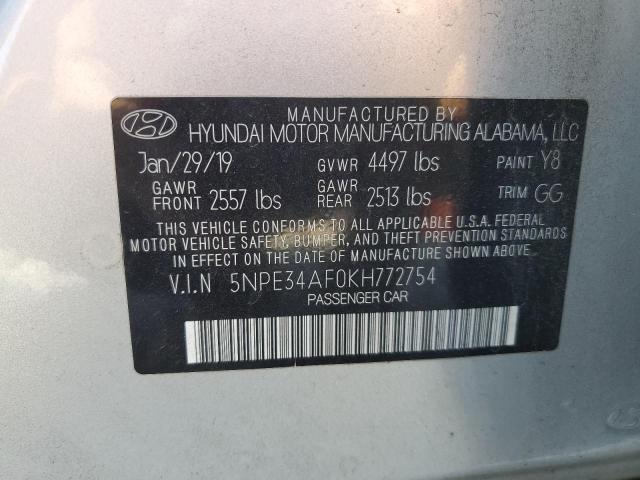 MANUFACTURED BY
HYUNDAI MOTOR MANUFACTURING ALABAMA, LLC
Jan/29/19 GVWR 4497 lbs PAINT Y8
GAWR FRONT 2557 lbs GAWR REAR 2513 lbs TRIM GG
THIS VEHICLE CONFORMS TO ALL APPLICABLE U.S.A. FEDERAL
MOTOR VEHICLE SAFETY, BUMPER, AND THEFT PREVENTION STANDARDS
IN EFFECT ON THE DATE OF MANUFACTURE SHOWN ABOVE.
V.I.N 5NPE34AF0KH772754
PASSENGER CAR